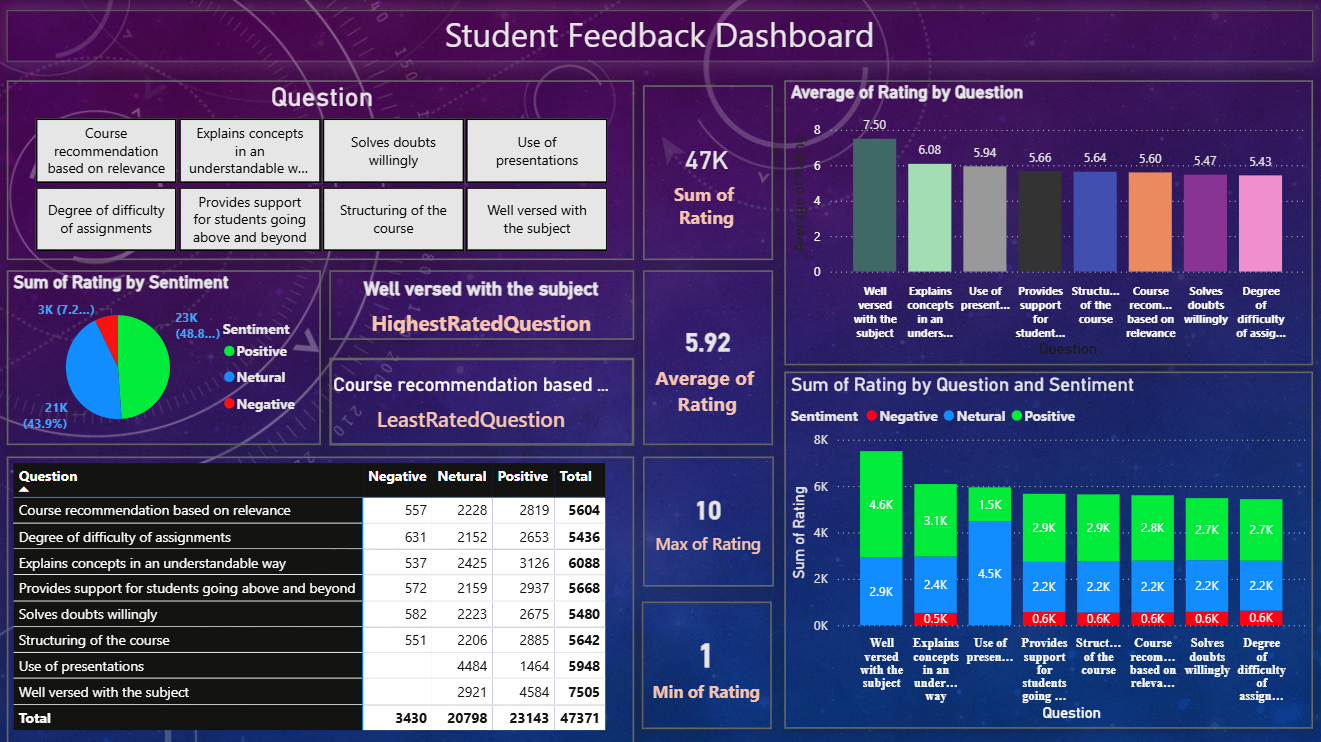 Student Feedback Dashboard
Question
Course
recommendation
based on relevance
Explains concepts
in an
understandable w...
Solves doubts
willingly
Use of
presentations
Degree of difficulty
of assignments
Provides support
for students going
above and beyond
Structuring of the
course
Well versed with
the subject
47K
Sum of
Rating
Average of Rating by Question
8
6
4
2
0
7.50
6.08
5.94
5.66
5.64
5.60
5.47
5.43
Well
versed
with the
subject
Explains
concepts
in an
unders...
Use of
present...
Provides
support
for
student...
Structu...
of the
course
Course
recom...
based on
relevance
Solves
doubts
willingly
Degree
of
difficulty
of assig...
Question
Sum of Rating by Sentiment
3K (7.2...)
23K
(48.8...)
21K
(43.9%)
Sentiment
Positive
Netural
Negative
Well versed with the subject
HighestRatedQuestion
Course recommendation based ...
LeastRatedQuestion
5.92
Average of
Rating
Sum of Rating by Question and Sentiment
Sentiment Negative Netural Positive
Sum of Rating
8K
6K
4K
2K
0K
4.6K
2.9K
3.1K
2.4K
0.5K
1.5K
4.5K
2.9K
2.2K
0.6K
2.9K
2.2K
0.6K
2.8K
2.2K
0.6K
2.7K
2.2K
0.6K
2.7K
2.2K
0.6K
Well
versed
with the
subject
Explains
concepts
in an
under...
way
Use of
presen...
Provides
support
for
students
going ...
Struct...
of the
course
Course
recom...
based on
releva...
Solves
doubts
willingly
Degree
of
difficulty
of
assign...
Question
Question Negative Netural Positive Total
Course recommendation based on relevance 557 2228 2819 5604
Degree of difficulty of assignments 631 2152 2653 5436
Explains concepts in an understandable way 537 2425 3126 6088
Provides support for students going above and beyond 572 2159 2937 5668
Solves doubts willingly 582 2223 2675 5480
Structuring of the course 551 2206 2885 5642
Use of presentations 4484 1464 5948
Well versed with the subject 2921 4584 7505
Total 3430 20798 23143 47371
10
Max of Rating
1
Min of Rating